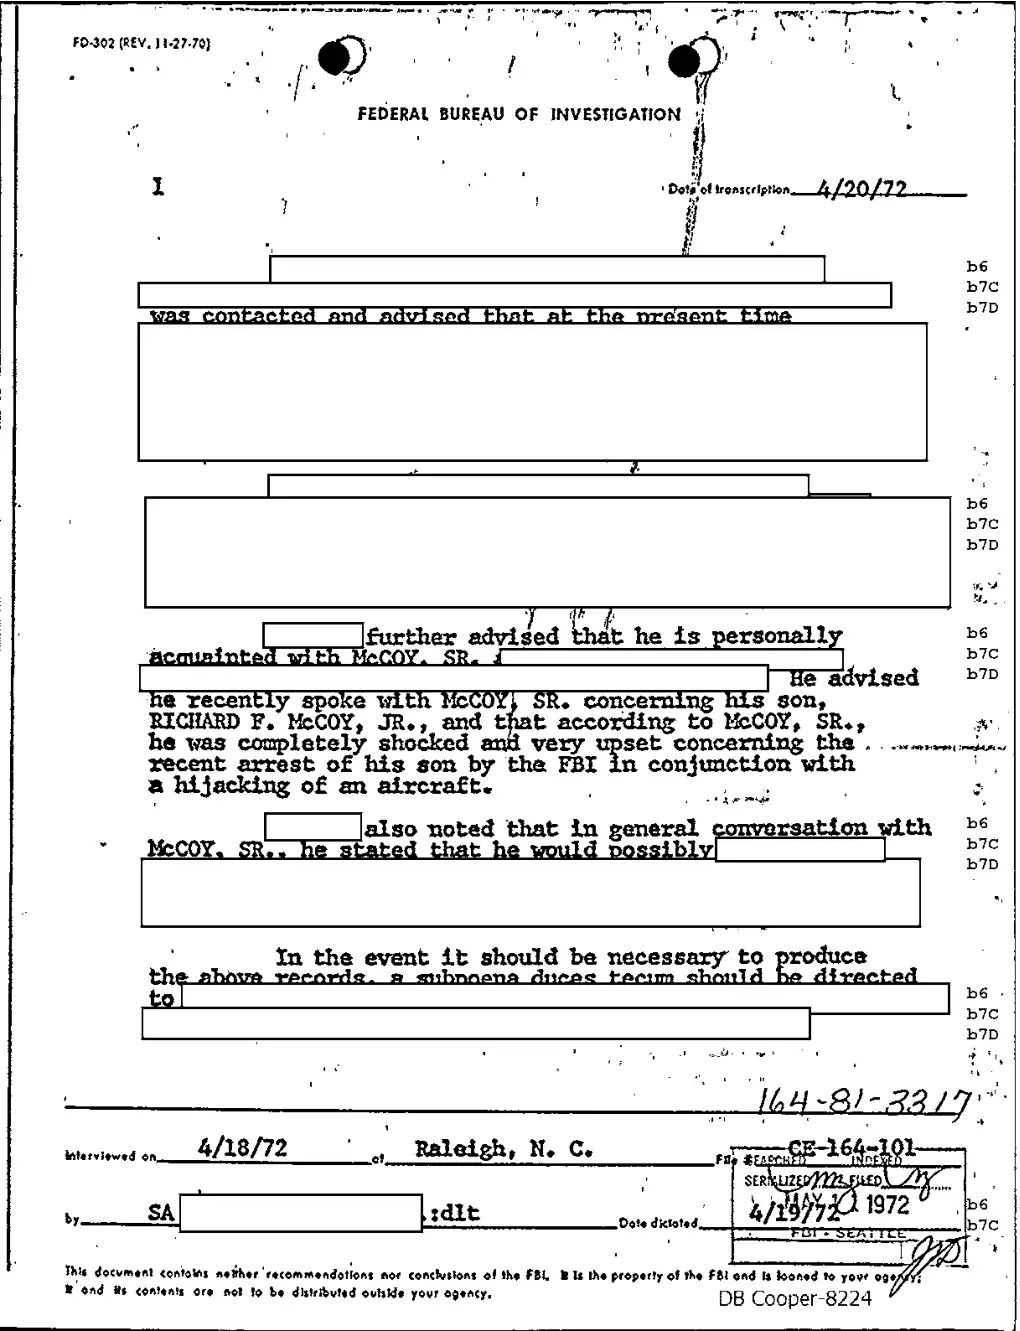 FD-302 (REV. 11-27-70)
FEDERAL BUREAU OF INVESTIGATION
1
Date of transcription 4/20/72
b6
b7C
b7D
was contacted and advised that at the present time
b6
b7C
b7D
further advised that he is personally
acquainted with McCOY, SR.
He advised
he recently spoke with McCOY, SR. concerning his son,
RICHARD F. McCOY, JR., and that according to McCOY, SR.,
he was completely shocked and very upset concerning the
recent arrest of his son by the FBI in conjunction with
a hijacking of an aircraft.
b6
b7C
b7D
also noted that in general conversation with
McCOY, SR., he stated that he would possibly
b6
b7C
b7D
In the event it should be necessary to produce
the above records, a subpoena duces tecum should be directed
to
b6
b7C
b7D
164-81-3317
Interviewed on 4/18/72 at Raleigh, N. C. File # CE-164-101
SEARCHED INDEXED
SERIALIZED FILED
MAY 1 1972
FBI - SEATTLE
by SA :dlt Date dictated 4/19/72
b6
b7C
This document contains neither recommendations nor conclusions of the FBI. It is the property of the FBI and is loaned to your agency;
it and its contents are not to be distributed outside your agency.
DB Cooper-8224